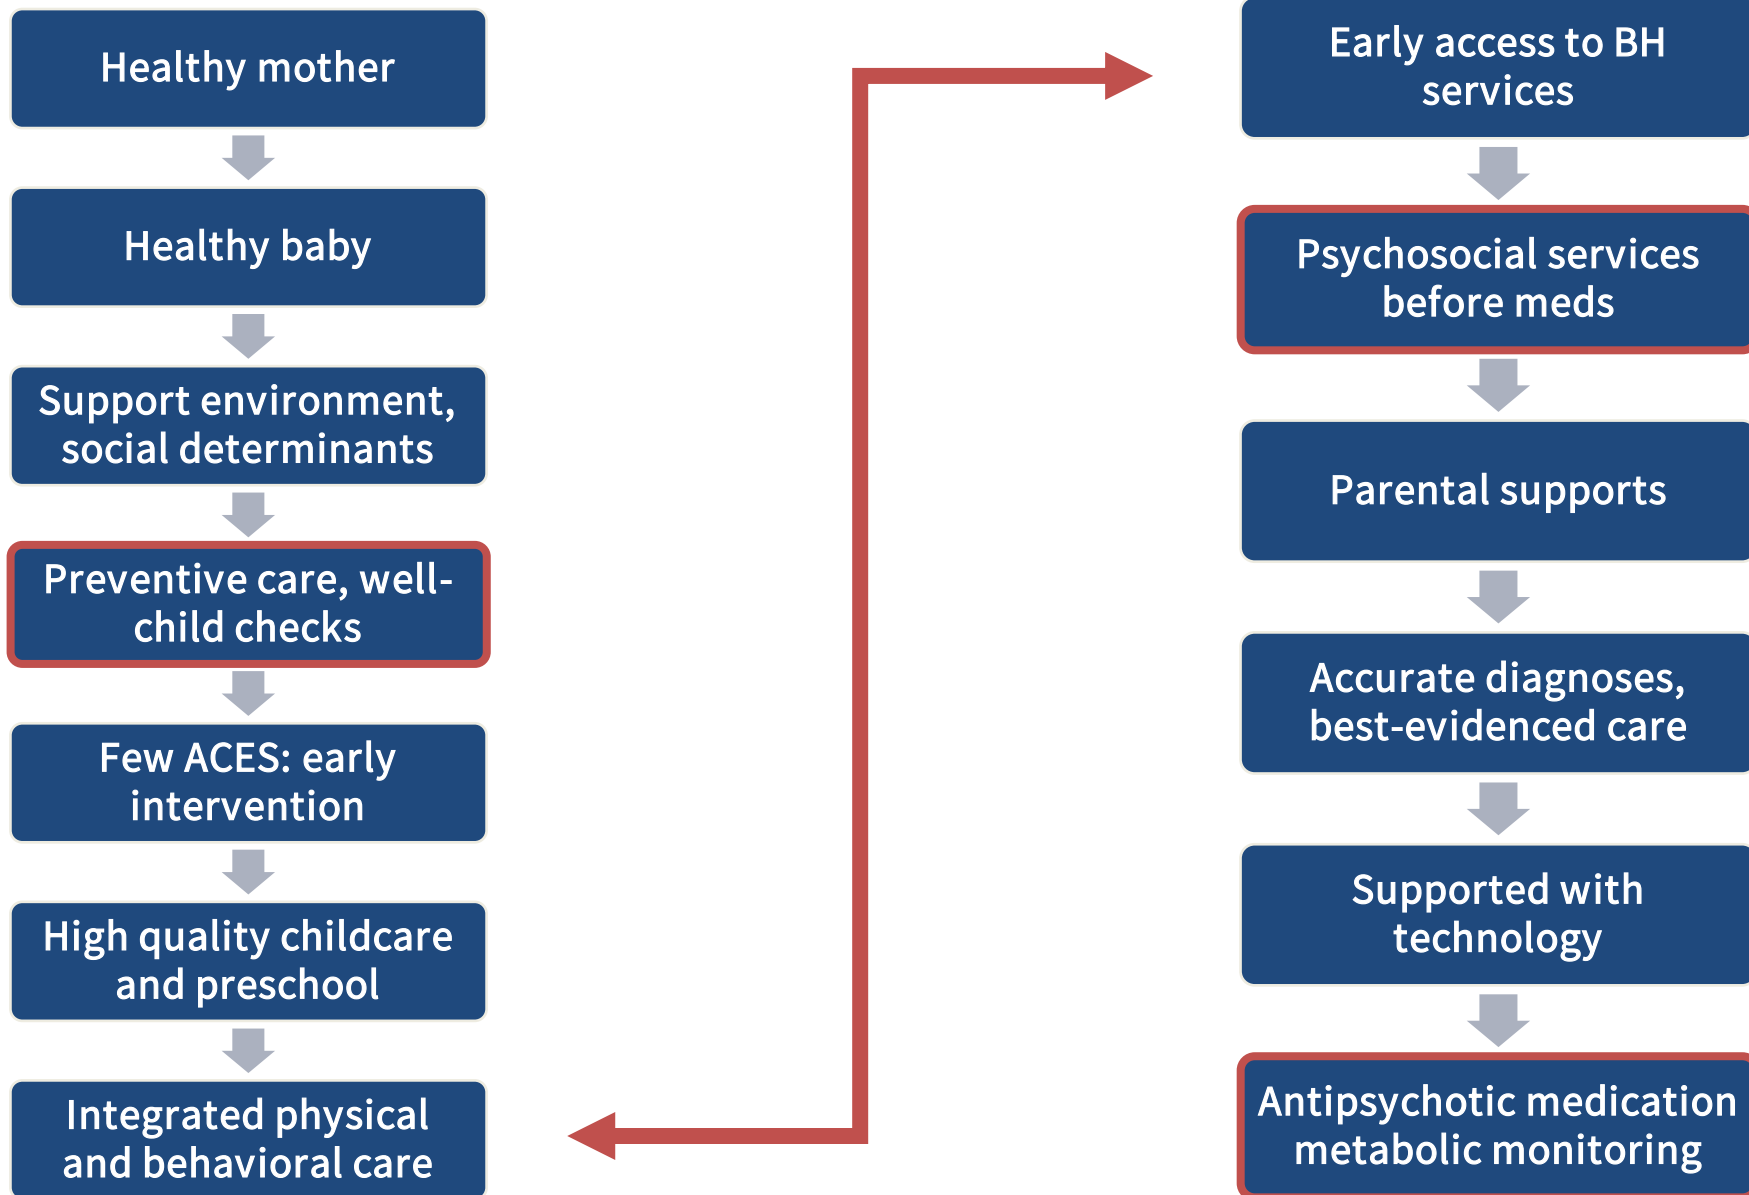 Healthy mother
Healthy baby
Support environment,
social determinants
Preventive care, well-
child checks
Few ACES: early
intervention
High quality childcare
and preschool
Integrated physical
and behavioral care
Early access to BH
services
Psychosocial services
before meds
Parental supports
Accurate diagnoses,
best-evidenced care
Supported with
technology
Antipsychotic medication
metabolic monitoring